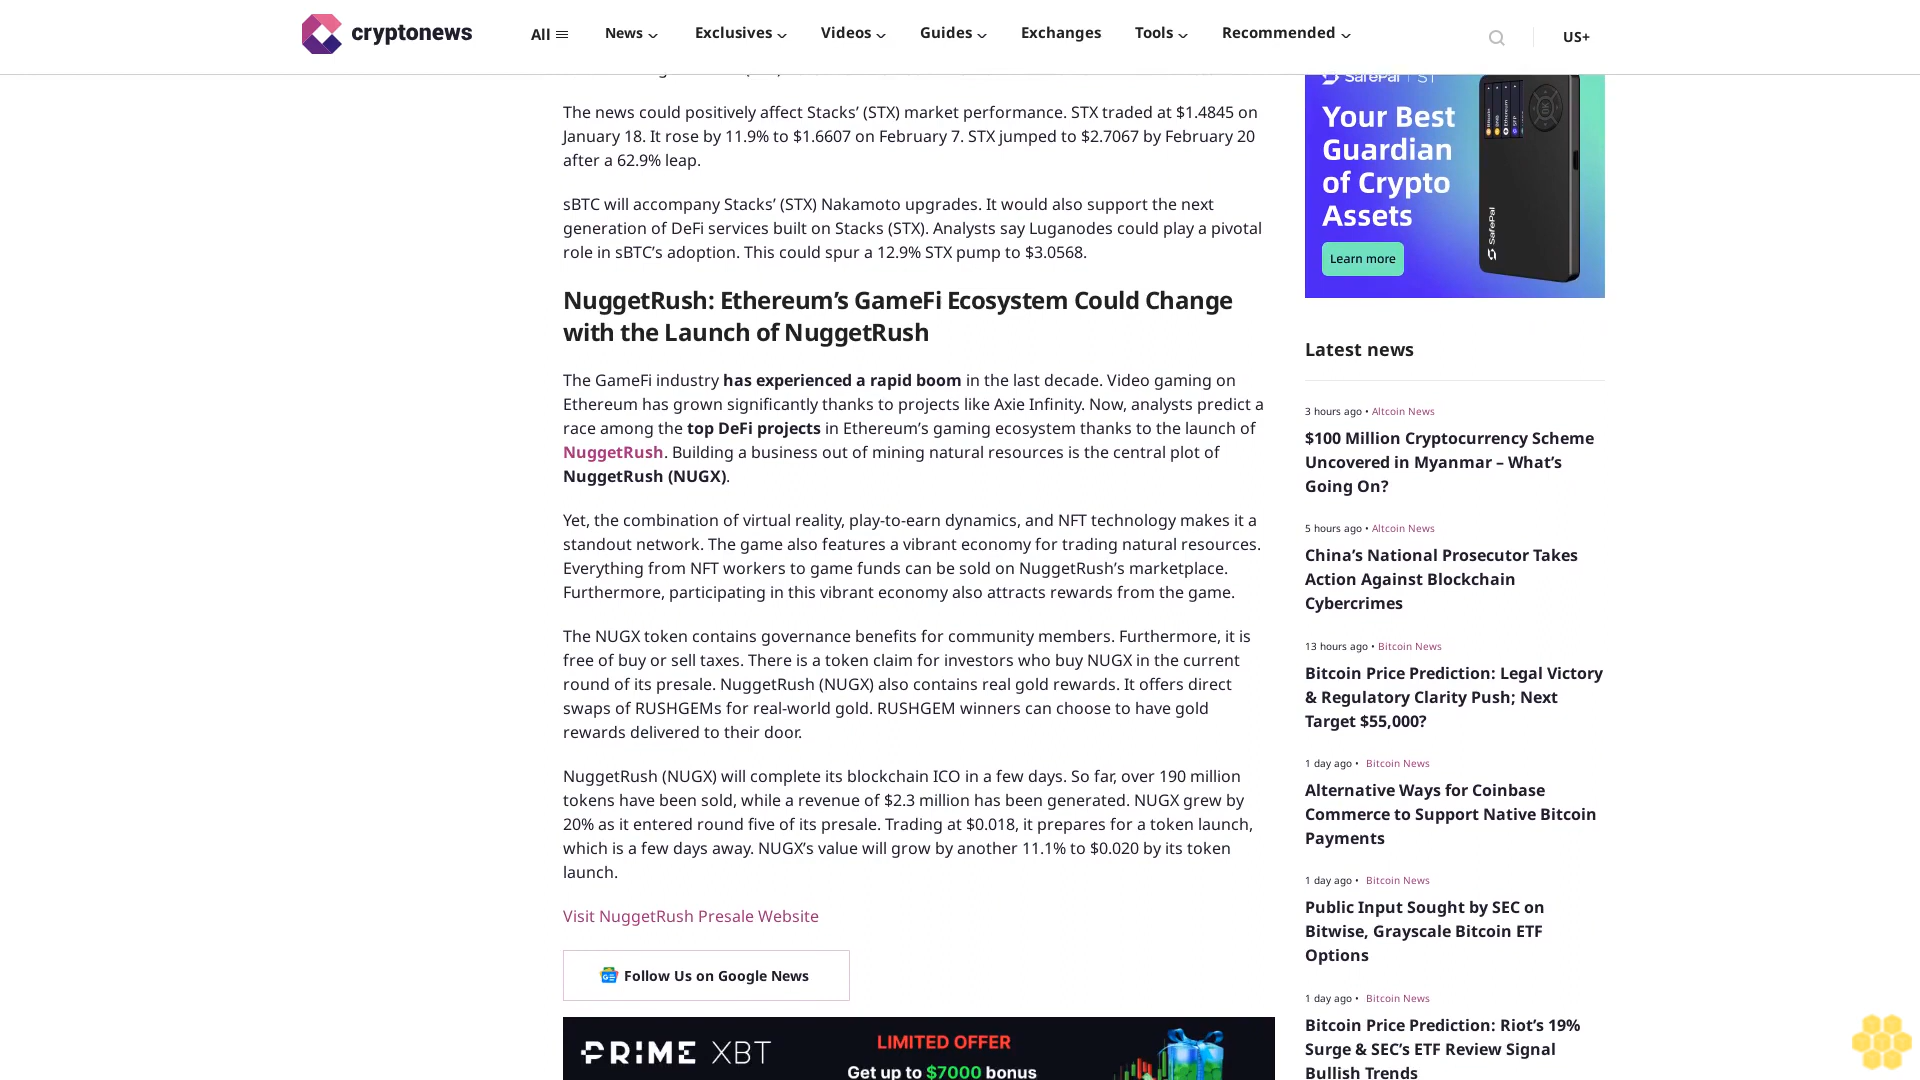 cryptonews
All
News
Exclusives
Videos
Guides
Exchanges
Tools
Recommended
US+
The news could positively affect Stacks’ (STX) market performance. STX traded at $1.4845 on
January 18. It rose by 11.9% to $1.6607 on February 7. STX jumped to $2.7067 by February 20
after a 62.9% leap.
sBTC will accompany Stacks’ (STX) Nakamoto upgrades. It would also support the next
generation of DeFi services built on Stacks (STX). Analysts say Luganodes could play a pivotal
role in sBTC’s adoption. This could spur a 12.9% STX pump to $3.0568.
NuggetRush: Ethereum’s GameFi Ecosystem Could Change
with the Launch of NuggetRush
The GameFi industry has experienced a rapid boom in the last decade. Video gaming on
Ethereum has grown significantly thanks to projects like Axie Infinity. Now, analysts predict a
race among the top DeFi projects in Ethereum’s gaming ecosystem thanks to the launch of
NuggetRush. Building a business out of mining natural resources is the central plot of
NuggetRush (NUGX).
Yet, the combination of virtual reality, play-to-earn dynamics, and NFT technology makes it a
standout network. The game also features a vibrant economy for trading natural resources.
Everything from NFT workers to game funds can be sold on NuggetRush’s marketplace.
Furthermore, participating in this vibrant economy also attracts rewards from the game.
The NUGX token contains governance benefits for community members. Furthermore, it is
free of buy or sell taxes. There is a token claim for investors who buy NUGX in the current
round of its presale. NuggetRush (NUGX) also contains real gold rewards. It offers direct
swaps of RUSHGEMs for real-world gold. RUSHGEM winners can choose to have gold
rewards delivered to their door.
NuggetRush (NUGX) will complete its blockchain ICO in a few days. So far, over 190 million
tokens have been sold, while a revenue of $2.3 million has been generated. NUGX grew by
20% as it entered round five of its presale. Trading at $0.018, it prepares for a token launch,
which is a few days away. NUGX’s value will grow by another 11.1% to $0.020 by its token
launch.
Visit NuggetRush Presale Website
Follow Us on Google News
PRIME XBT
LIMITED OFFER
Get up to $7000 bonus
SafePal | S1
Your Best
Guardian
of Crypto
Assets
Learn more
SafePal
OK
Latest news
3 hours ago • Altcoin News
$100 Million Cryptocurrency Scheme
Uncovered in Myanmar – What’s
Going On?
5 hours ago • Altcoin News
China’s National Prosecutor Takes
Action Against Blockchain
Cybercrimes
13 hours ago • Bitcoin News
Bitcoin Price Prediction: Legal Victory
& Regulatory Clarity Push; Next
Target $55,000?
1 day ago • Bitcoin News
Alternative Ways for Coinbase
Commerce to Support Native Bitcoin
Payments
1 day ago • Bitcoin News
Public Input Sought by SEC on
Bitwise, Grayscale Bitcoin ETF
Options
1 day ago • Bitcoin News
Bitcoin Price Prediction: Riot’s 19%
Surge & SEC’s ETF Review Signal
Bullish Trends